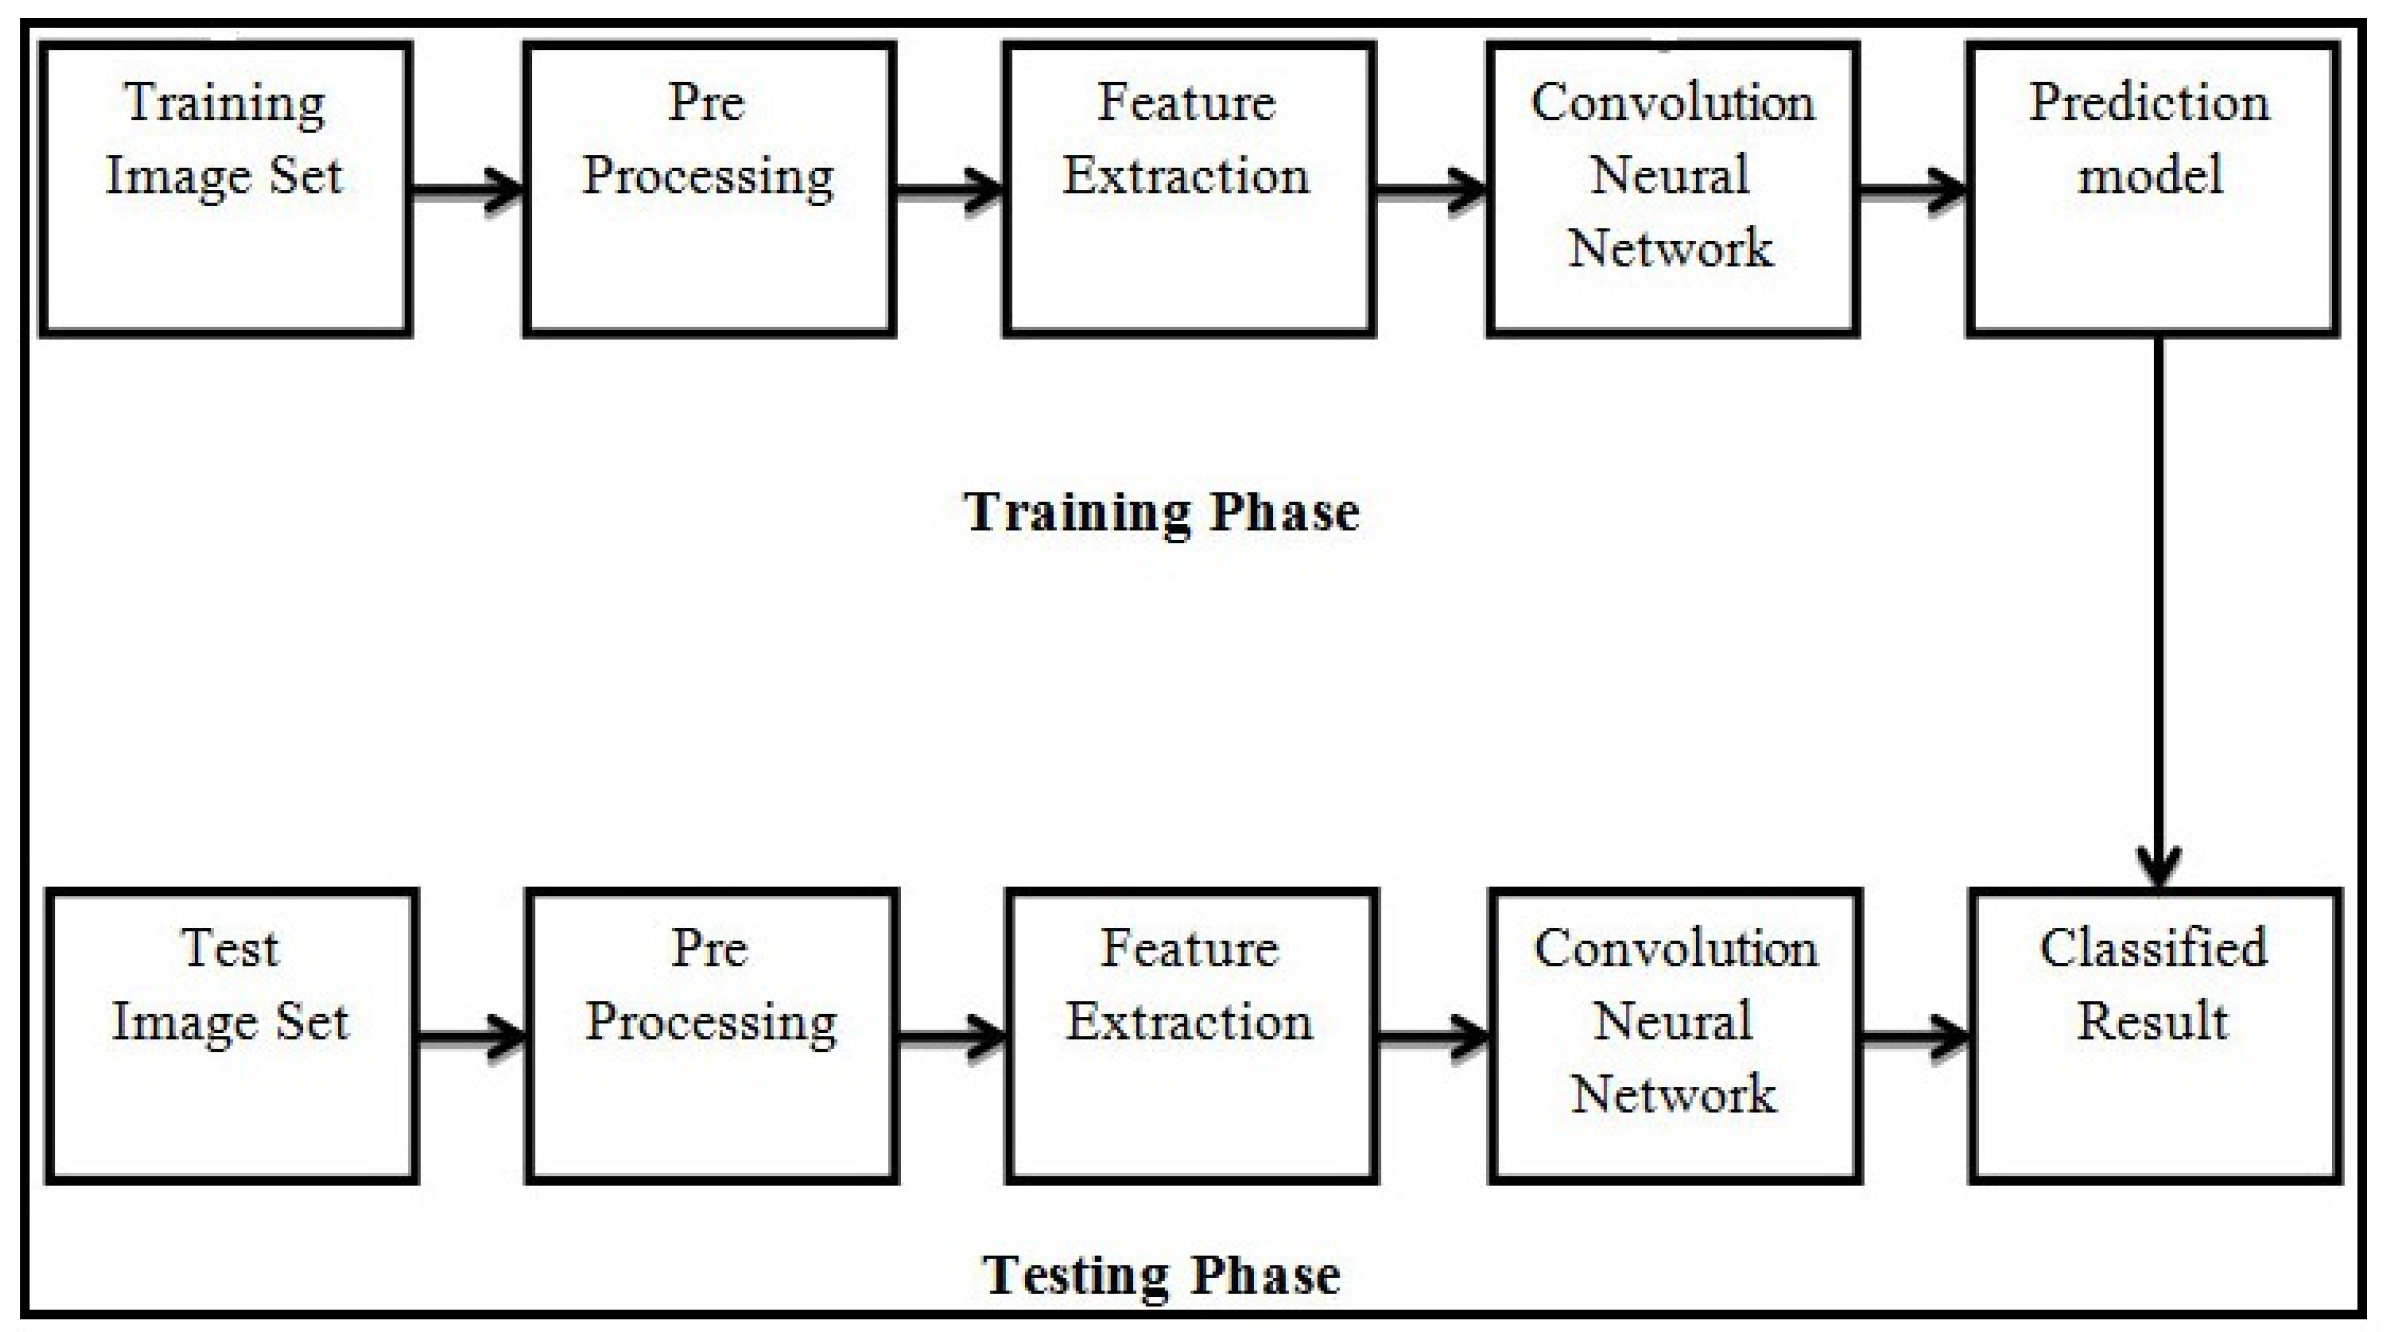 Training
Image Set
Pre
Processing
Feature
Extraction
Convolution
Neural
Network
Prediction
model
Training Phase
Test
Image Set
Pre
Processing
Feature
Extraction
Convolution
Neural
Network
Classified
Result
Testing Phase